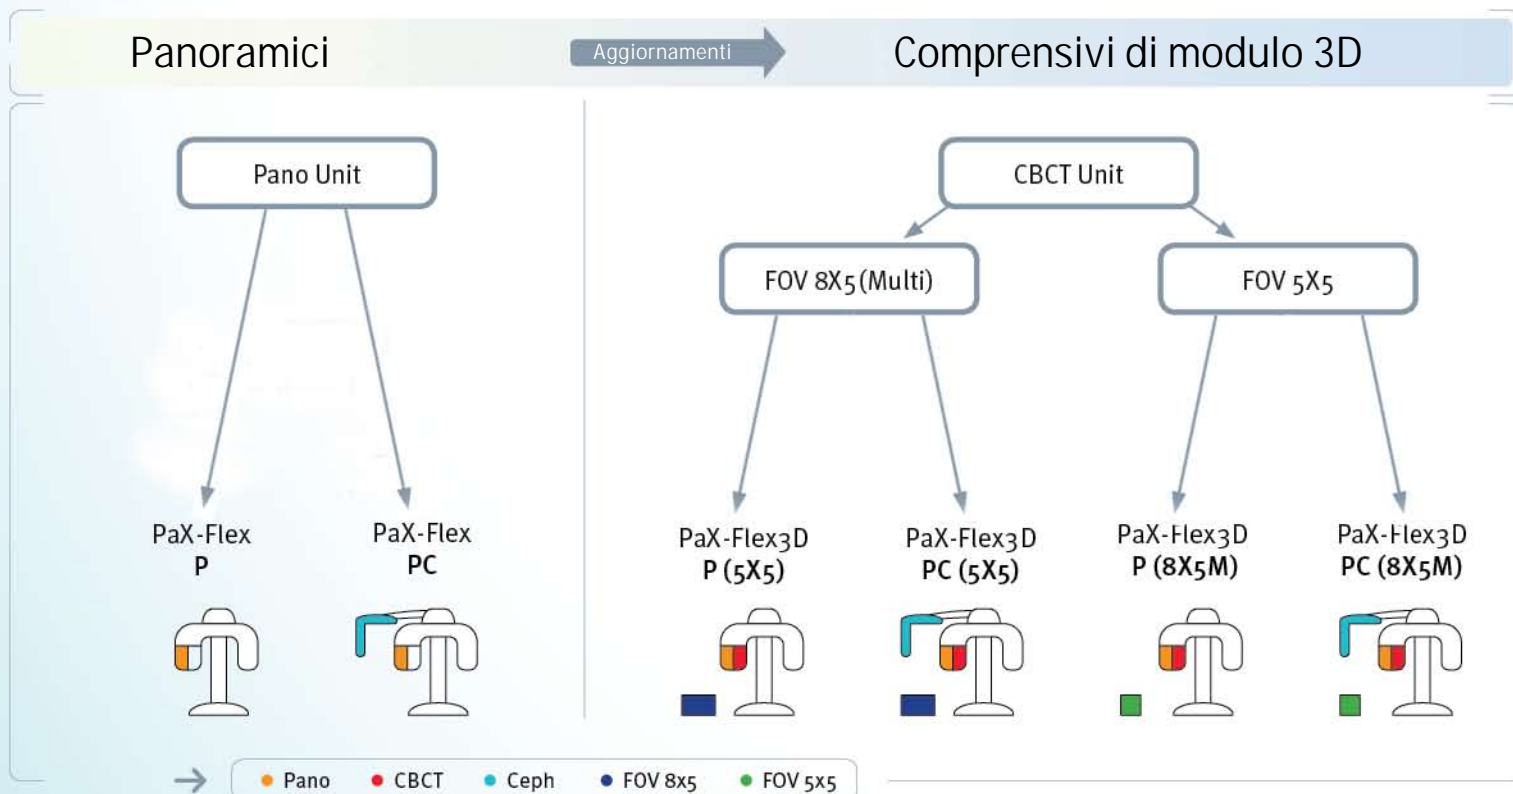 Panoramici
Aggiornamenti
Comprensivi di modulo 3D
Pano Unit
CBCT Unit
FOV 8X5(Multi)
FOV 5X5
PaX-Flex
P
PaX-Flex
PC
PaX-Flex3D
P (5X5)
PaX-Flex3D
PC (5X5)
PaX-Flex3D
P (8X5M)
PaX-Flex3D
PC (8X5M)
Pano
CBCT
Ceph
FOV 8x5
FOV 5x5